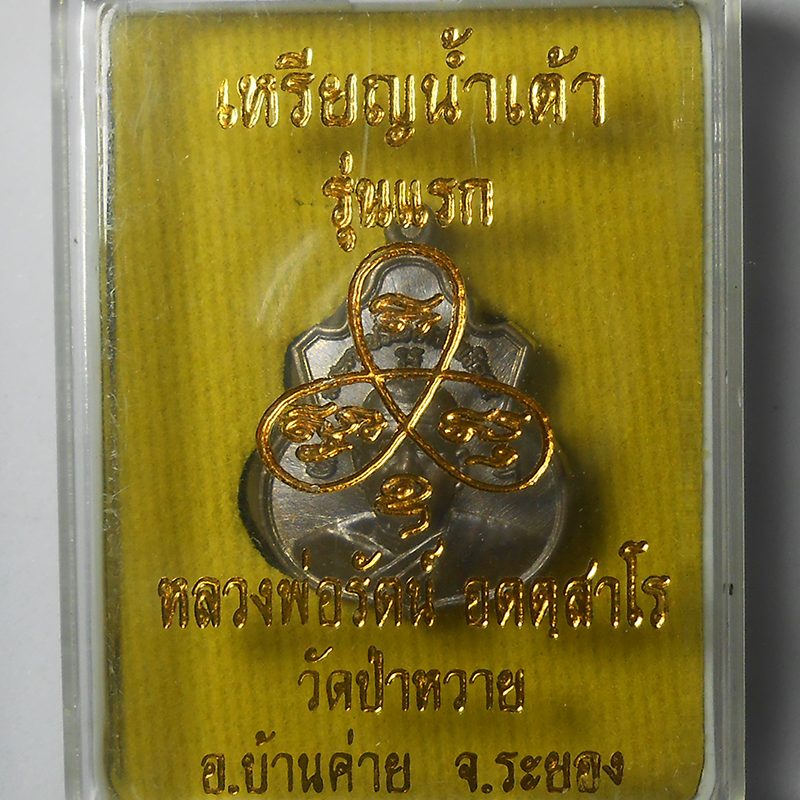 เหรียญน้ำเต้า
รุ่นแรก
หลวงพ่อรัตน์ อตตฺสาโร
วัดป่าหวาย
อ.บ้านค่าย จ.ระยอง